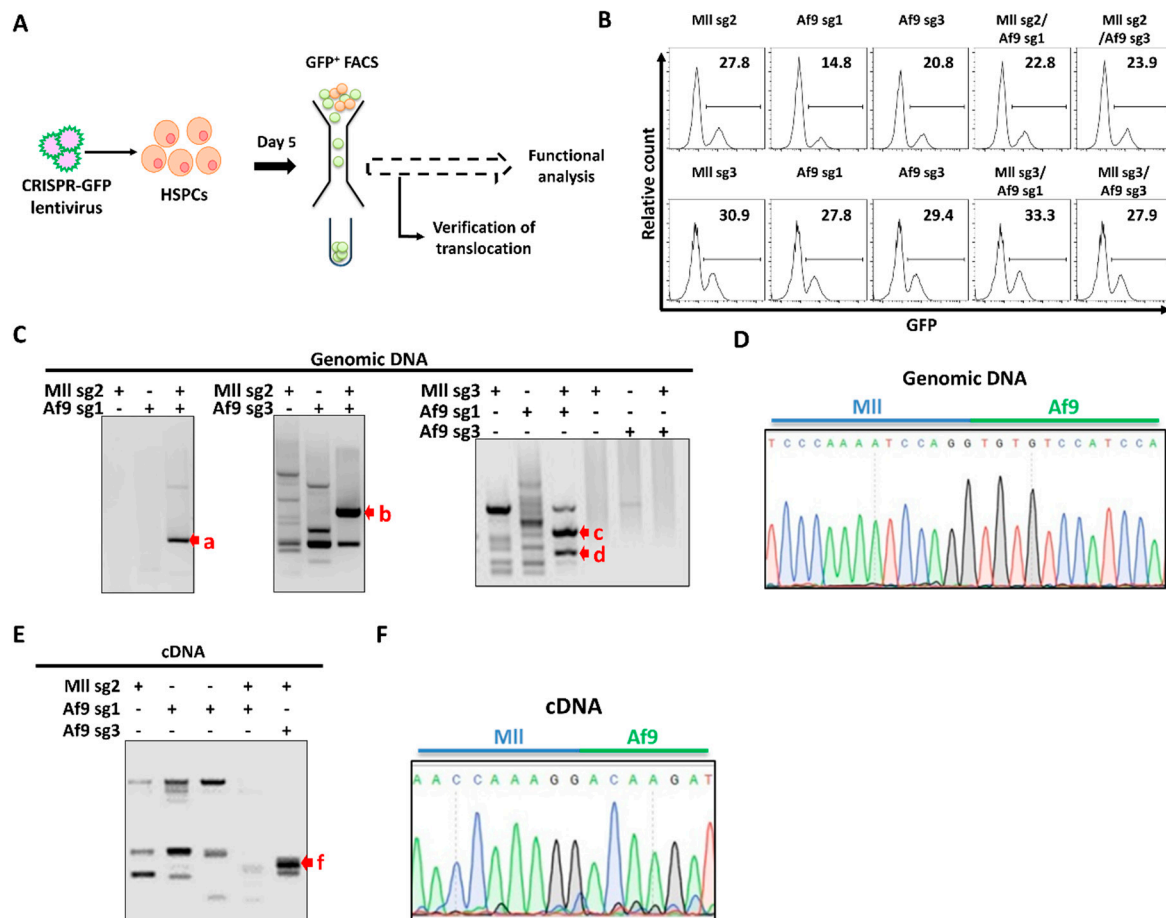 A
GFP⁺ FACS
Day 5
CRISPR-GFP
lentivirus
HSPCs
Functional
analysis
Verification of
translocation
B
Mll sg2
Af9 sg1
Af9 sg3
Mll sg2/
Af9 sg1
Mll sg2
/Af9 sg3
27.8
14.8
20.8
22.8
23.9
Mll sg3
Af9 sg1
Af9 sg3
Mll sg3/
Af9 sg1
Mll sg3/
Af9 sg3
30.9
27.8
29.4
33.3
27.9
Relative count
GFP
C
Genomic DNA
Mll sg2 + - +
Af9 sg1 - + +
a
Mll sg2 + - +
Af9 sg3 - + +
b
Mll sg3 + - + + - +
Af9 sg1 - + +
Af9 sg3 - + +
c
d
D
Genomic DNA
Mll Af9
T C C C A A A A T C C A G G T G T G T C C A T C C A
E
cDNA
Mll sg2 + - - + +
Af9 sg1 - + + +
Af9 sg3 - - - - +
f
F
cDNA
Mll Af9
A A C C A A A G G A C A A G A T